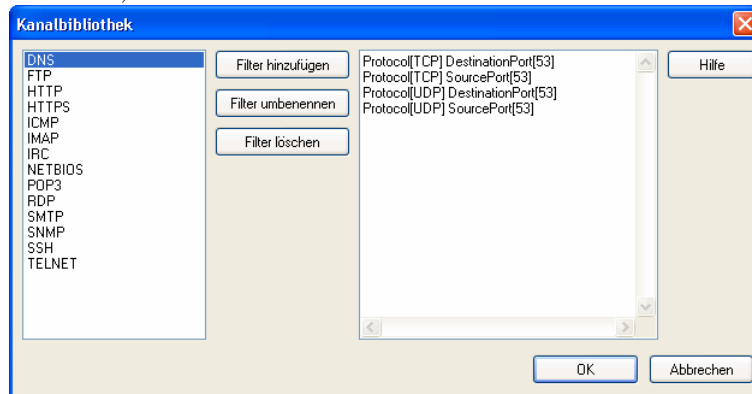 Kanalbibliothek
DNS
FTP
HTTP
HTTPS
ICMP
IMAP
IRC
NETBIOS
POP3
RDP
SMTP
SNMP
SSH
TELNET
Filter hinzufügen
Filter umbenennen
Filter löschen
Protocol[TCP] DestinationPort[53]
Protocol[TCP] SourcePort[53]
Protocol[UDP] DestinationPort[53]
Protocol[UDP] SourcePort[53]
Hilfe
OK
Abbrechen